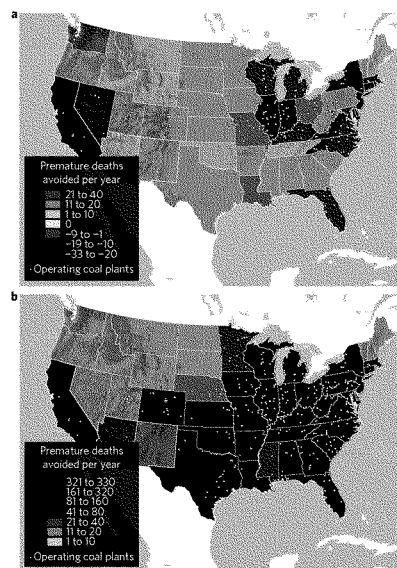 a
Premature deaths
avoided per year
21 to 40
11 to 20
1 to 10
0
−9 to −1
−19 to −10
−33 to −20
· Operating coal plants
b
Premature deaths
avoided per year
321 to 330
161 to 320
81 to 160
41 to 80
21 to 40
11 to 20
1 to 10
· Operating coal plants